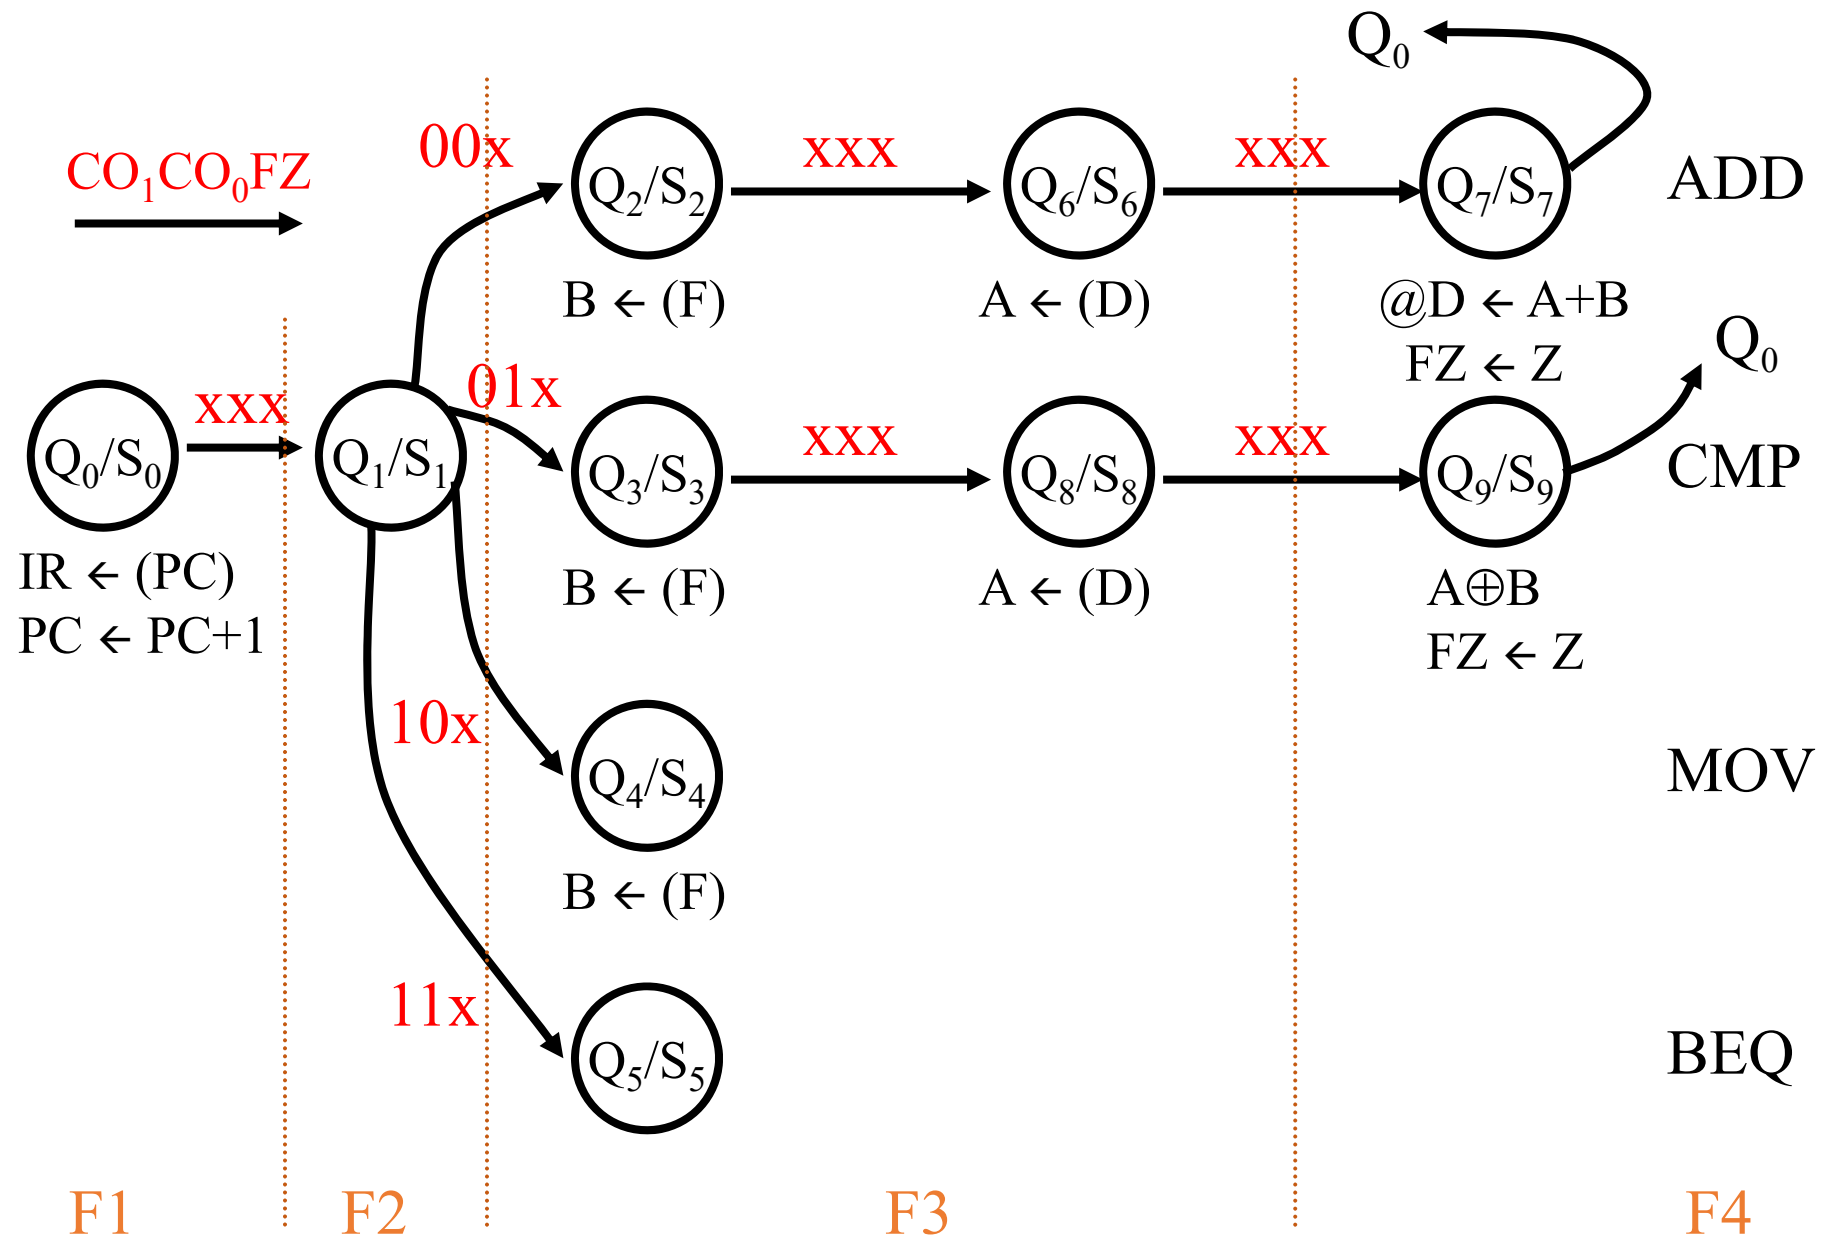 Q₀
CO₁CO₀FZ
00x
xxx
xxx
Q₂/S₂
Q₆/S₆
Q₇/S₇
ADD
B ← (F)
A ← (D)
@D ← A+B
FZ ← Z
Q₀
xxx
01x
xxx
xxx
Q₀/S₀
Q₁/S₁
Q₃/S₃
Q₈/S₈
Q₉/S₉
CMP
IR ← (PC)
PC ← PC+1
B ← (F)
A ← (D)
A⊕B
FZ ← Z
10x
Q₄/S₄
MOV
B ← (F)
11x
Q₅/S₅
BEQ
F1
F2
F3
F4